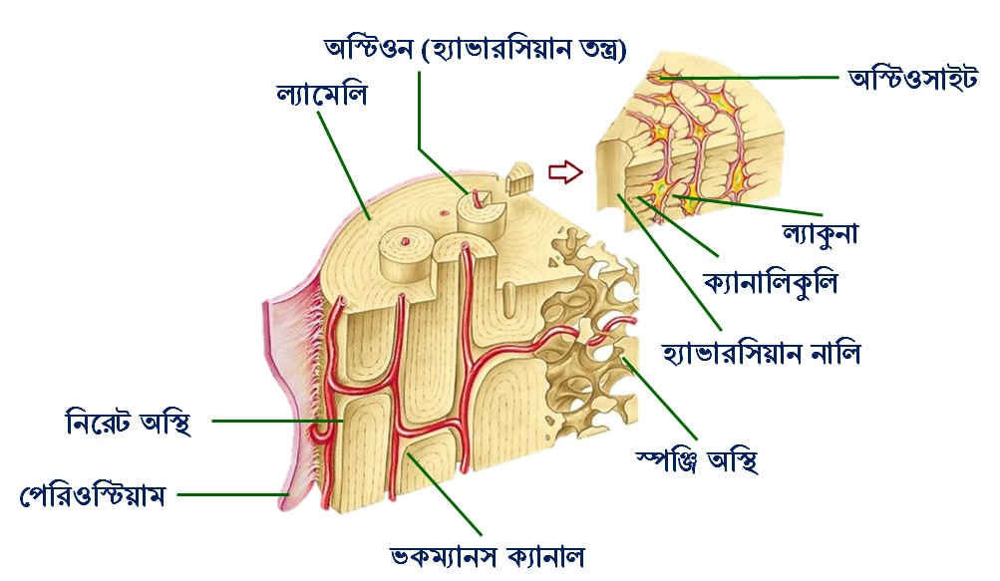 অস্টিওন (হ্যাভারসিয়ান তন্ত্র)
ল্যামেলি
অস্টিওসাইট
ল্যাকুনা
ক্যানালিকুলি
হ্যাভারসিয়ান নালি
নিরেট অস্থি
স্পঞ্জি অস্থি
পেরিওস্টিয়াম
ভকম্যানস ক্যানাল